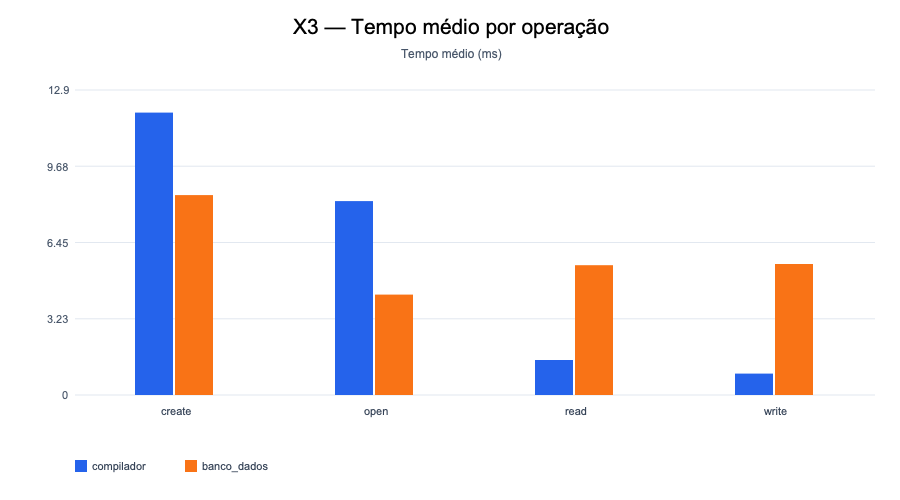 X3 — Tempo médio por operação
Tempo médio (ms)
12.9
9.68
6.45
3.23
0
create open read write
compilador banco_dados